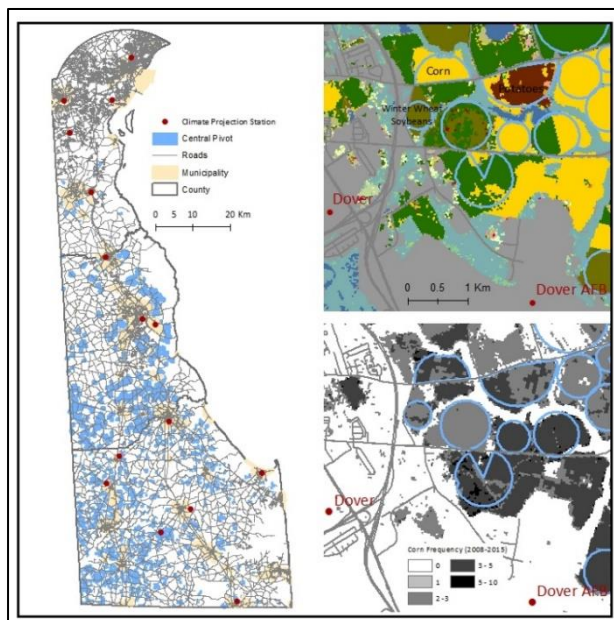 Climate Projection Station
Central Pivot
Roads
Municipality
County
0 5 10 20 Km
Corn
Potatoes
Winter Wheat
Soybeans
Dover
Dover AFB
0 0.5 1 Km
Dover
Corn Frequency (2008-2015)
0
1
2 - 3
3 - 5
5 - 10
Dover AFB